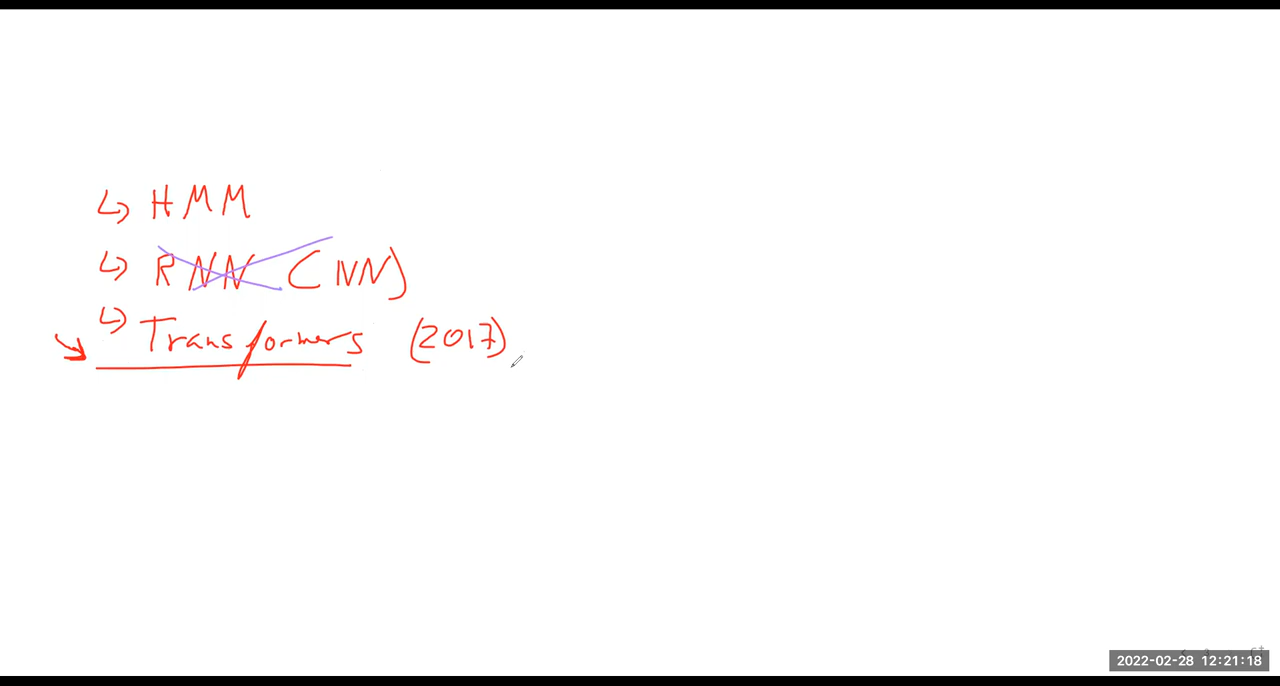 ↳ HMM
↳ RNN (NN)
↳ Transformers (2017)
2022-02-28 12:21:18